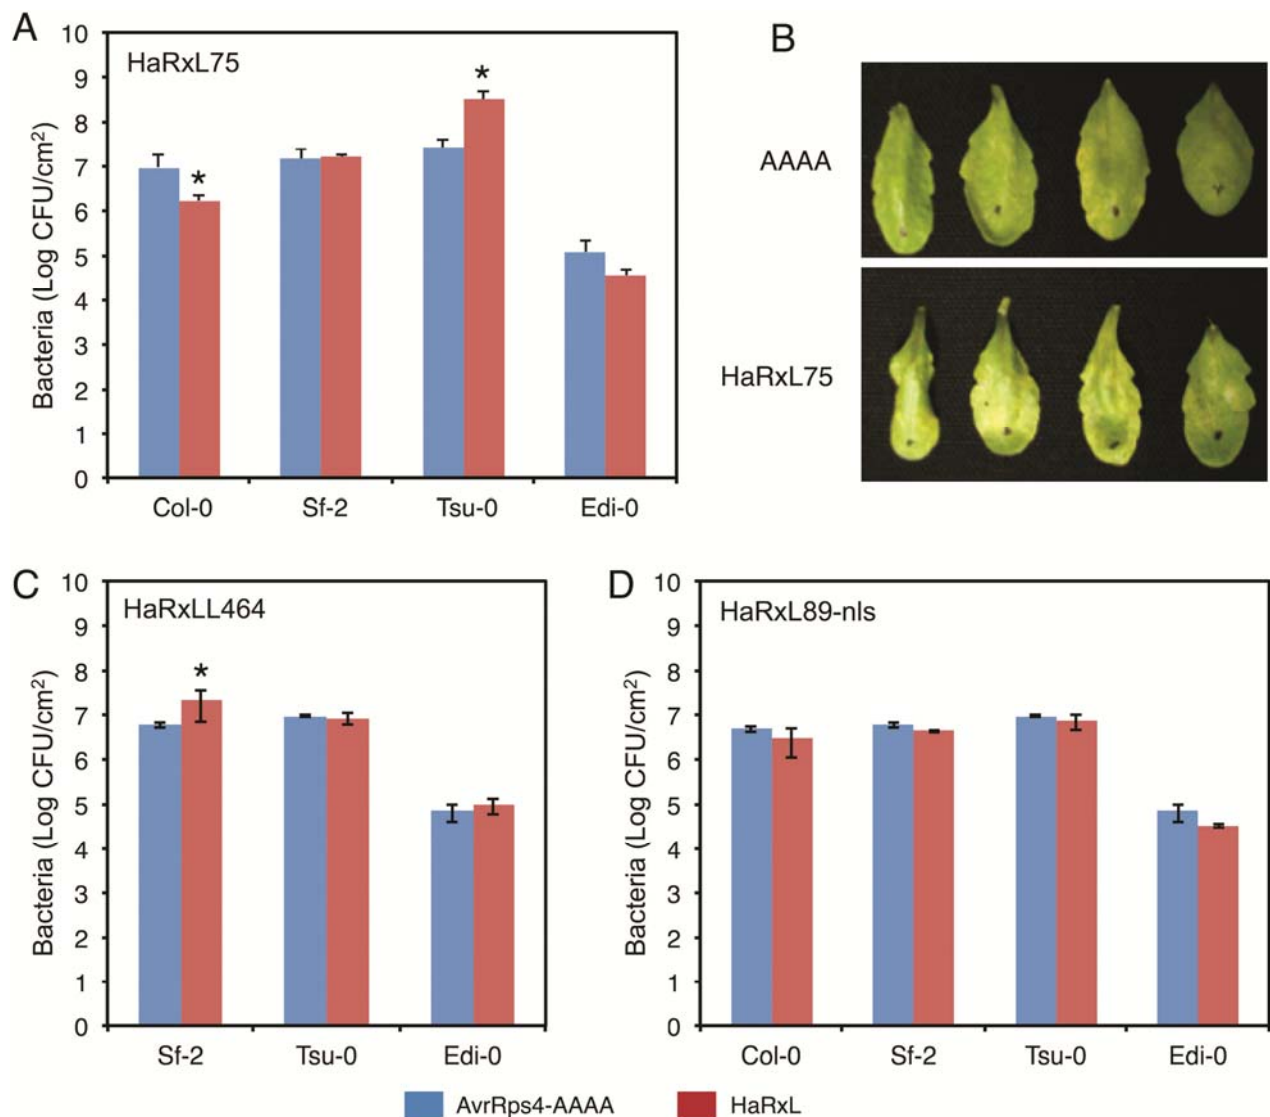 A
HaRxL75
Bacteria (Log CFU/cm²)
10
9
8
7
6
5
4
3
2
1
0
*
*
Col-0 Sf-2 Tsu-0 Edi-0
B
AAAA
HaRxL75
C
HaRxLL464
Bacteria (Log CFU/cm²)
10
9
8
7
6
5
4
3
2
1
0
*
Sf-2 Tsu-0 Edi-0
D
HaRxL89-nls
Bacteria (Log CFU/cm²)
10
9
8
7
6
5
4
3
2
1
0
Col-0 Sf-2 Tsu-0 Edi-0
AvrRps4-AAAA HaRxL